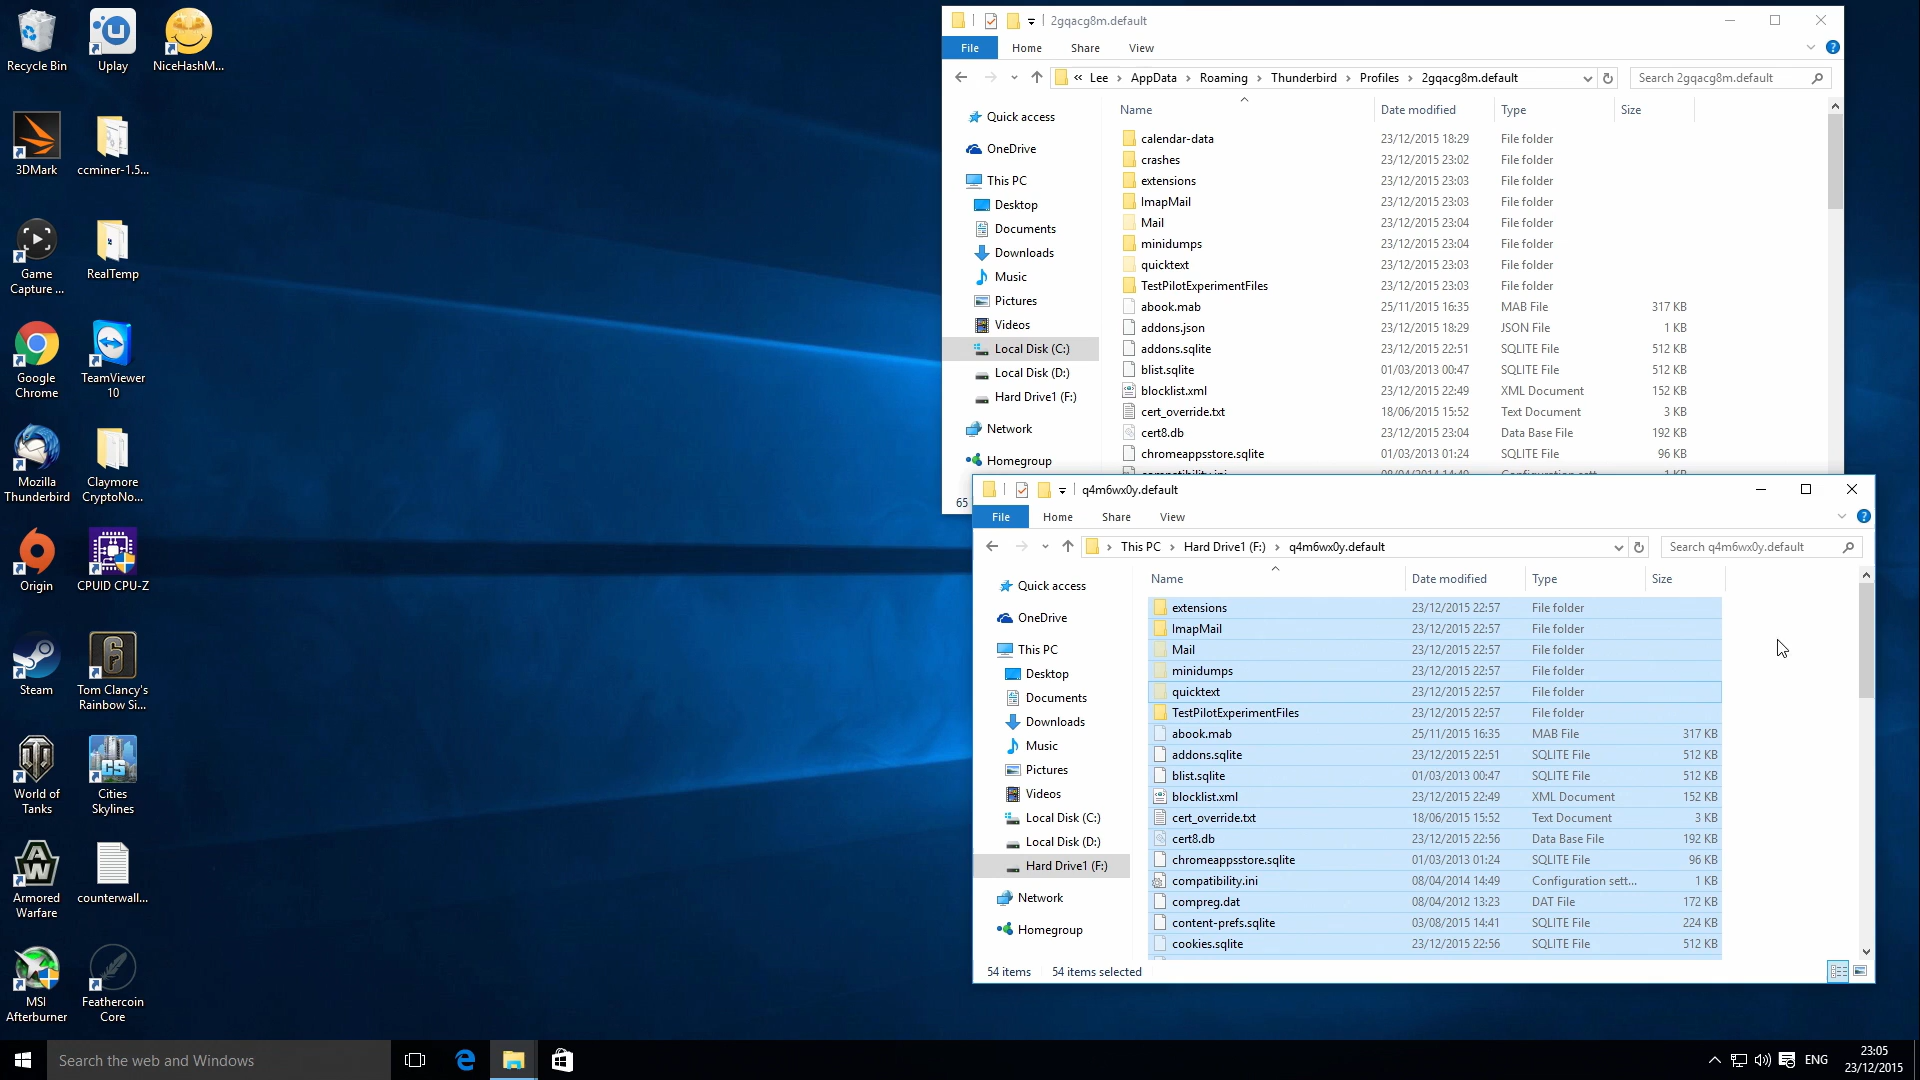 Recycle Bin
Uplay
NiceHashM...
3DMark
ccminer-1.5...
Game
Capture ...
RealTemp
Google
Chrome
TeamViewer
10
Mozilla
Thunderbird
Claymore
CryptoNo...
Origin
CPUID CPU-Z
Steam
Tom Clancy's
Rainbow Si...
World of
Tanks
Cities
Skylines
Armored
Warfare
counterwall...
MSI
Afterburner
Feathercoin
Core
2gqacg8m.default
File Home Share View
« Lee › AppData › Roaming › Thunderbird › Profiles › 2gqacg8m.default
Search 2gqacg8m.default
Quick access
OneDrive
This PC
Desktop
Documents
Downloads
Music
Pictures
Videos
Local Disk (C:)
Local Disk (D:)
Hard Drive1 (F:)
Network
Homegroup
65
Name Date modified Type Size
calendar-data 23/12/2015 18:29 File folder
crashes 23/12/2015 23:02 File folder
extensions 23/12/2015 23:03 File folder
ImapMail 23/12/2015 23:03 File folder
Mail 23/12/2015 23:04 File folder
minidumps 23/12/2015 23:04 File folder
quicktext 23/12/2015 23:03 File folder
TestPilotExperimentFiles 23/12/2015 23:03 File folder
abook.mab 25/11/2015 16:35 MAB File 317 KB
addons.json 23/12/2015 18:29 JSON File 1 KB
addons.sqlite 23/12/2015 22:51 SQLITE File 512 KB
blist.sqlite 01/03/2013 00:47 SQLITE File 512 KB
blocklist.xml 23/12/2015 22:49 XML Document 152 KB
cert_override.txt 18/06/2015 15:52 Text Document 3 KB
cert8.db 23/12/2015 23:04 Data Base File 192 KB
chromeappsstore.sqlite 01/03/2013 01:24 SQLITE File 96 KB
compatibility.ini 08/04/2014 14:49 Configuration sett... 1 KB
q4m6wx0y.default
File Home Share View
› This PC › Hard Drive1 (F:) › q4m6wx0y.default
Search q4m6wx0y.default
Quick access
OneDrive
This PC
Desktop
Documents
Downloads
Music
Pictures
Videos
Local Disk (C:)
Local Disk (D:)
Hard Drive1 (F:)
Network
Homegroup
Name Date modified Type Size
extensions 23/12/2015 22:57 File folder
ImapMail 23/12/2015 22:57 File folder
Mail 23/12/2015 22:57 File folder
minidumps 23/12/2015 22:57 File folder
quicktext 23/12/2015 22:57 File folder
TestPilotExperimentFiles 23/12/2015 22:57 File folder
abook.mab 25/11/2015 16:35 MAB File 317 KB
addons.sqlite 23/12/2015 22:51 SQLITE File 512 KB
blist.sqlite 01/03/2013 00:47 SQLITE File 512 KB
blocklist.xml 23/12/2015 22:49 XML Document 152 KB
cert_override.txt 18/06/2015 15:52 Text Document 3 KB
cert8.db 23/12/2015 22:56 Data Base File 192 KB
chromeappsstore.sqlite 01/03/2013 01:24 SQLITE File 96 KB
compatibility.ini 08/04/2014 14:49 Configuration sett... 1 KB
compreg.dat 08/04/2012 13:23 DAT File 172 KB
content-prefs.sqlite 03/08/2015 14:41 SQLITE File 224 KB
cookies.sqlite 23/12/2015 22:56 SQLITE File 512 KB
54 items 54 items selected
Search the web and Windows
ENG
23:05
23/12/2015